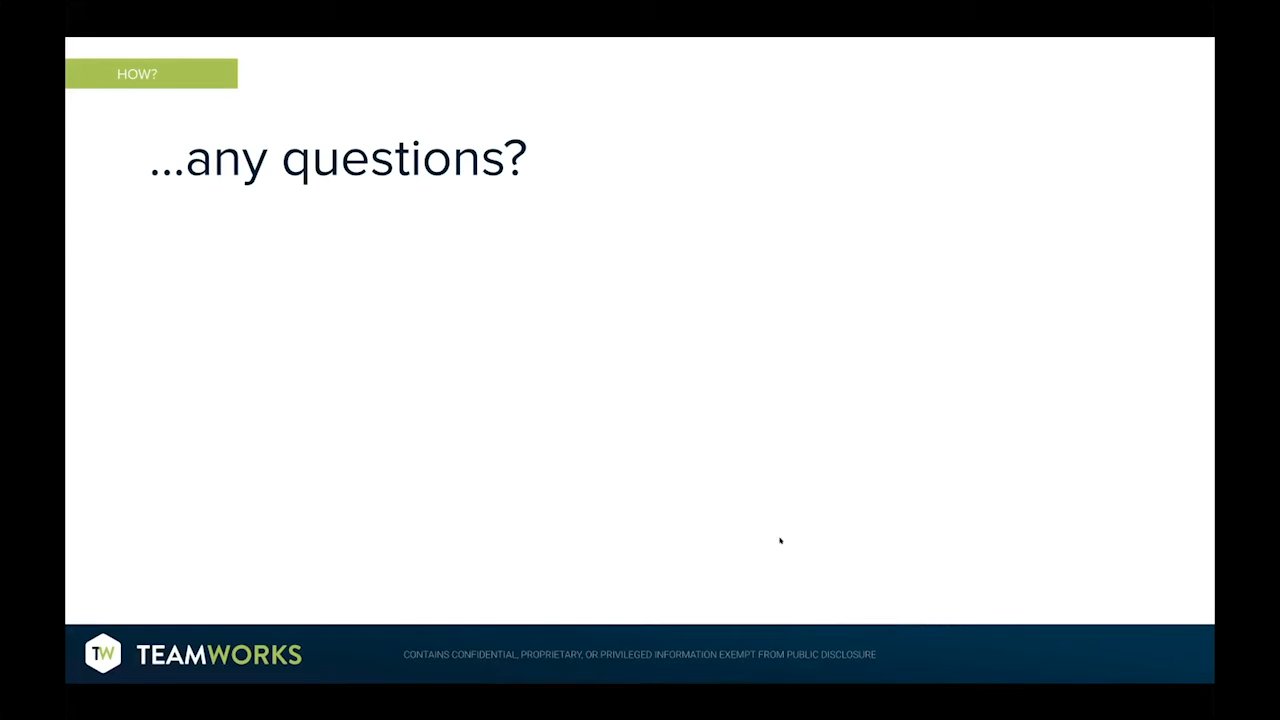 HOW?
...any questions?
TW TEAMWORKS
CONTAINS CONFIDENTIAL, PROPRIETARY, OR PRIVILEGED INFORMATION EXEMPT FROM PUBLIC DISCLOSURE